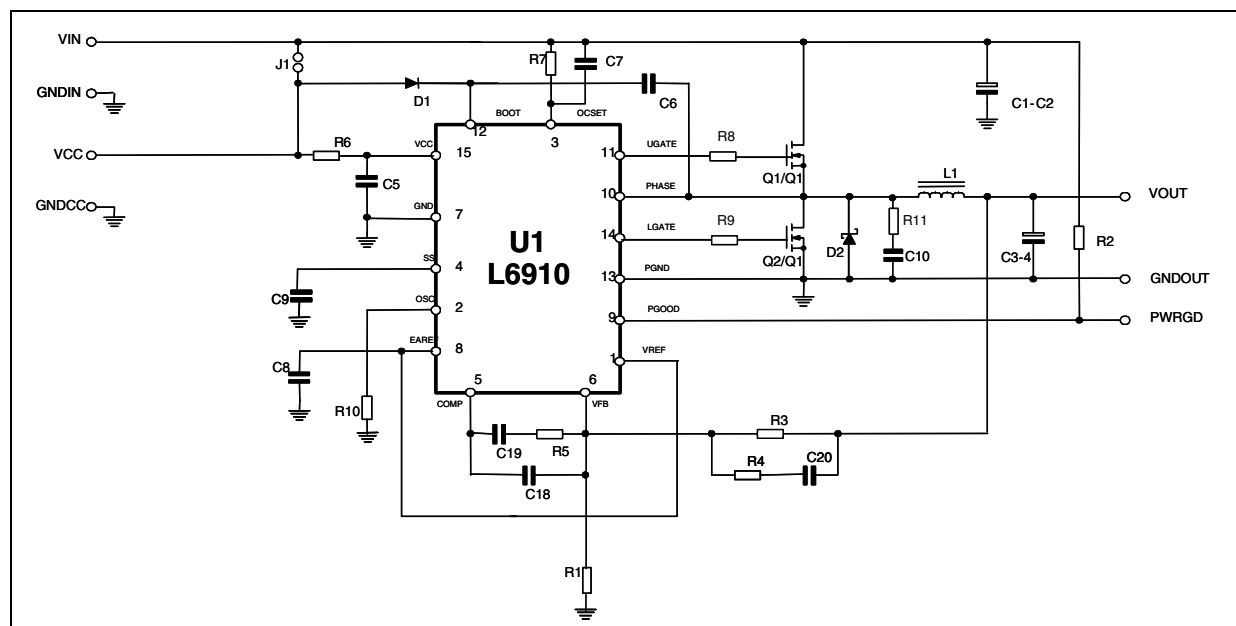 VIN
J1
GNDIN
VCC
GNDCC
D1
R7
C7
C6
C1-C2
BOOT
OCSET
12
3
R6
C5
VCC
15
GND
7
SS
4
OSC
2
EAREF
8
C9
C8
R10
U1
L6910
UGATE
11
PHASE
10
LGATE
14
PGND
13
PGOOD
9
VREF
1
5
6
COMP
VFB
R8
Q1/Q1
R9
Q2/Q1
D2
R11
C10
L1
C3-4
R2
VOUT
GNDOUT
PWRGD
C19
R5
C18
R3
R4
C20
R1